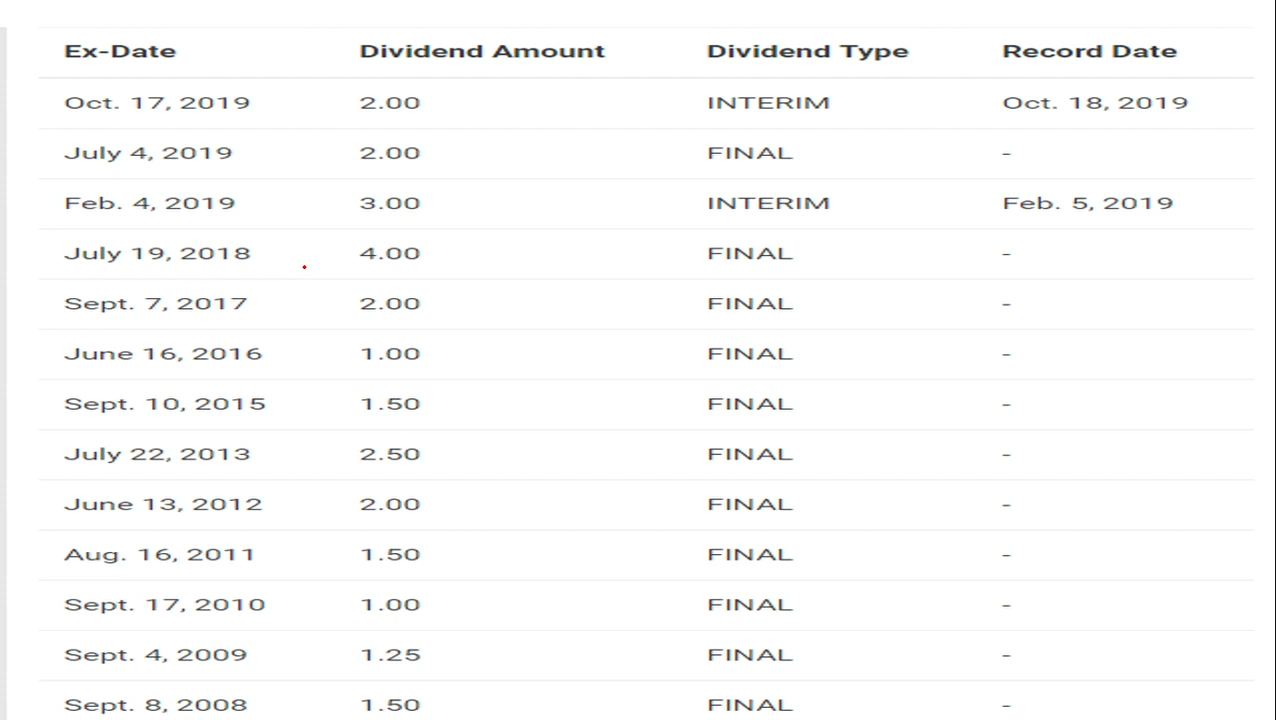 Ex-Date Dividend Amount Dividend Type Record Date
Oct. 17, 2019 2.00 INTERIM Oct. 18, 2019
July 4, 2019 2.00 FINAL -
Feb. 4, 2019 3.00 INTERIM Feb. 5, 2019
July 19, 2018 4.00 FINAL -
Sept. 7, 2017 2.00 FINAL -
June 16, 2016 1.00 FINAL -
Sept. 10, 2015 1.50 FINAL -
July 22, 2013 2.50 FINAL -
June 13, 2012 2.00 FINAL -
Aug. 16, 2011 1.50 FINAL -
Sept. 17, 2010 1.00 FINAL -
Sept. 4, 2009 1.25 FINAL -
Sept. 8, 2008 1.50 FINAL -